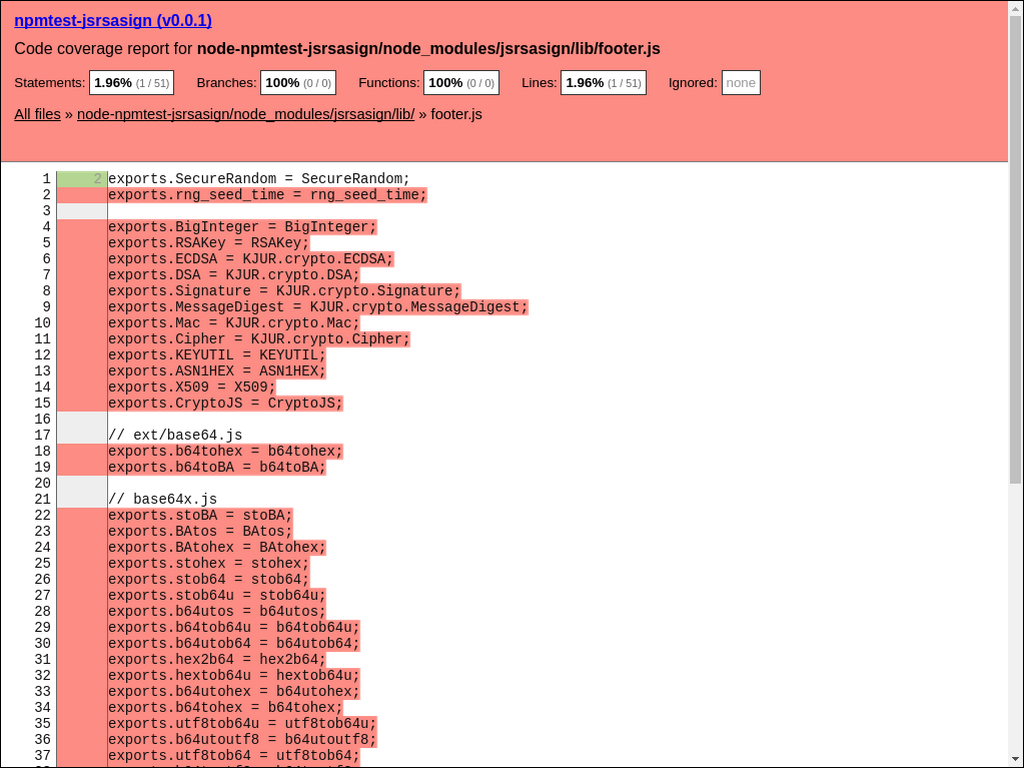 npmtest-jsrsasign (v0.0.1)
Code coverage report for node-npmtest-jsrsasign/node_modules/jsrsasign/lib/footer.js
Statements: 1.96% (1 / 51) Branches: 100% (0 / 0) Functions: 100% (0 / 0) Lines: 1.96% (1 / 51) Ignored: none
All files » node-npmtest-jsrsasign/node_modules/jsrsasign/lib/ » footer.js
1 2 exports.SecureRandom = SecureRandom;
2 exports.rng_seed_time = rng_seed_time;
3
4 exports.BigInteger = BigInteger;
5 exports.RSAKey = RSAKey;
6 exports.ECDSA = KJUR.crypto.ECDSA;
7 exports.DSA = KJUR.crypto.DSA;
8 exports.Signature = KJUR.crypto.Signature;
9 exports.MessageDigest = KJUR.crypto.MessageDigest;
10 exports.Mac = KJUR.crypto.Mac;
11 exports.Cipher = KJUR.crypto.Cipher;
12 exports.KEYUTIL = KEYUTIL;
13 exports.ASN1HEX = ASN1HEX;
14 exports.X509 = X509;
15 exports.CryptoJS = CryptoJS;
16
17 // ext/base64.js
18 exports.b64tohex = b64tohex;
19 exports.b64toBA = b64toBA;
20
21 // base64x.js
22 exports.stoBA = stoBA;
23 exports.BAtos = BAtos;
24 exports.BAtohex = BAtohex;
25 exports.stohex = stohex;
26 exports.stob64 = stob64;
27 exports.stob64u = stob64u;
28 exports.b64utos = b64utos;
29 exports.b64tob64u = b64tob64u;
30 exports.b64utob64 = b64utob64;
31 exports.hex2b64 = hex2b64;
32 exports.hextob64u = hextob64u;
33 exports.b64utohex = b64utohex;
34 exports.b64tohex = b64tohex;
35 exports.utf8tob64u = utf8tob64u;
36 exports.b64utoutf8 = b64utoutf8;
37 exports.utf8tob64 = utf8tob64;